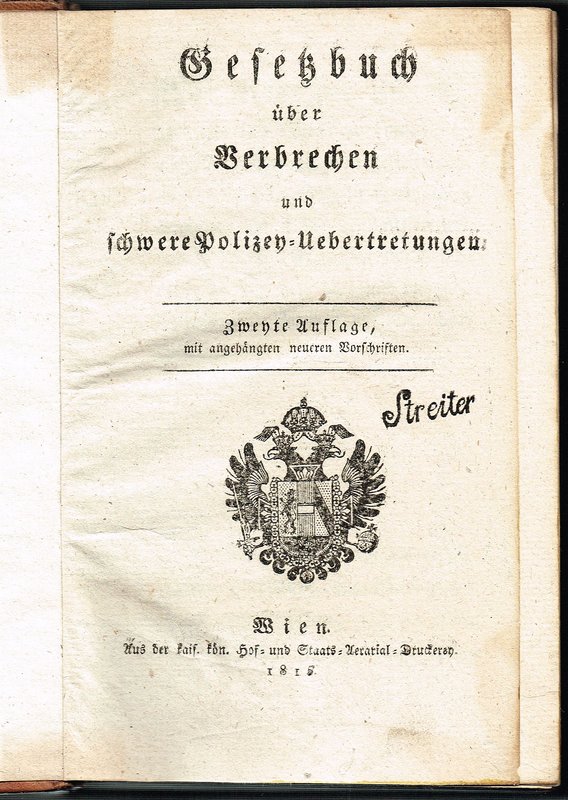 Gesetzbuch
über
Verbrechen
und
schwere Polizey-Uebertretungen.
Zweyte Auflage,
mit angehängten neueren Vorschriften.
Streiter
Wien.
Aus der kais. kön. Hof- und Staats-Aerarial-Druckerey.